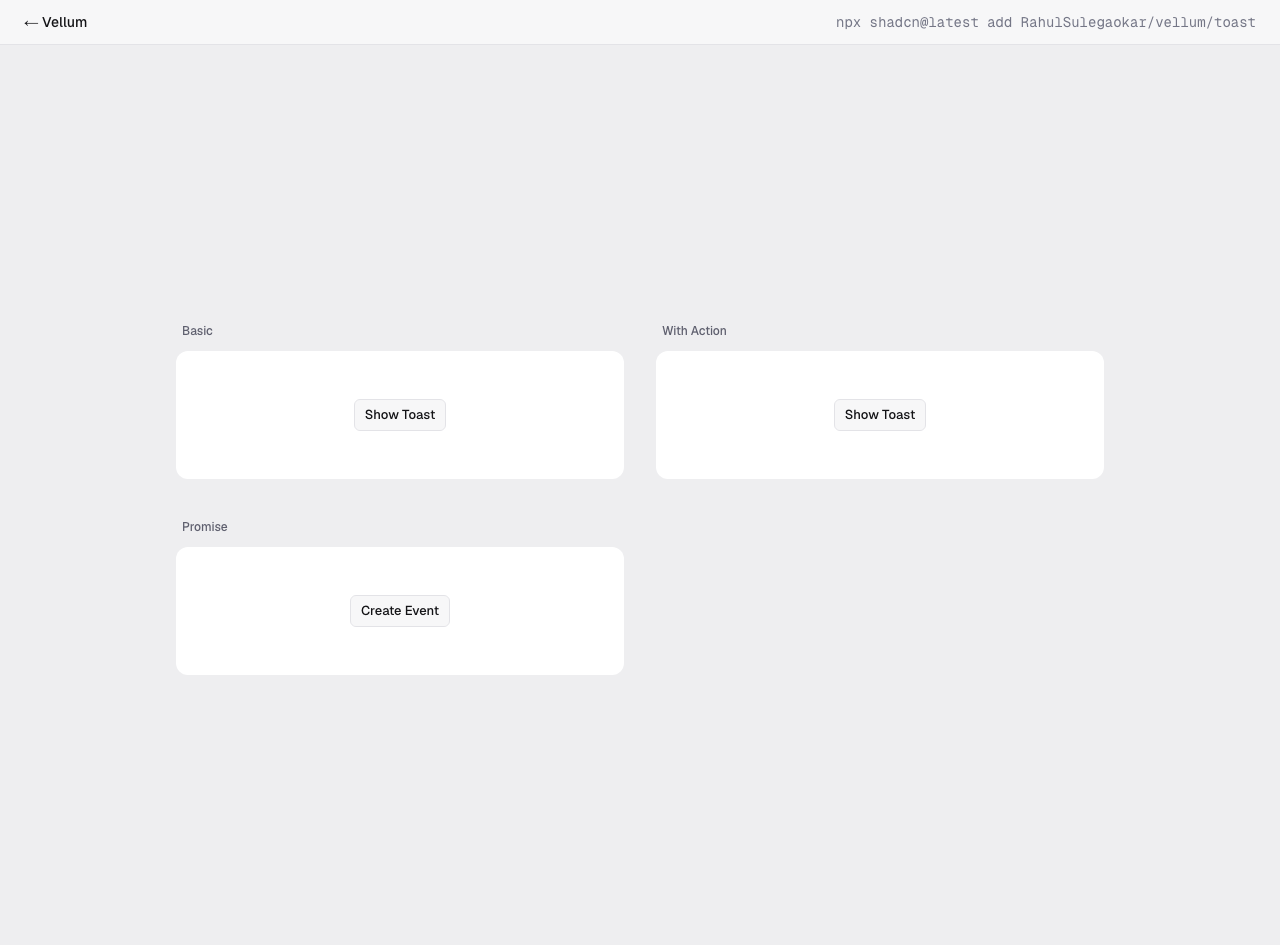 ← Vellum
npx shadcn@latest add RahulSulegaokar/vellum/toast
Basic
With Action
Show Toast
Show Toast
Promise
Create Event